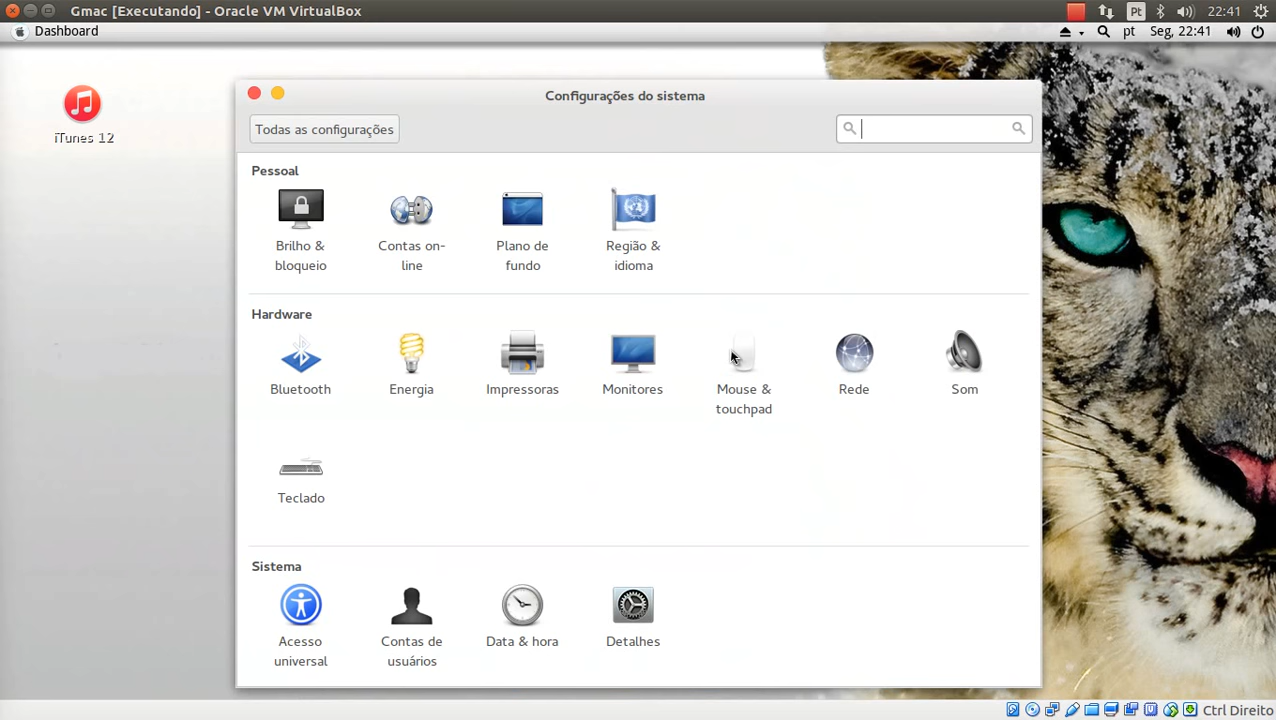 Gmac [Executando] - Oracle VM VirtualBox
Pt
22:41
Dashboard
pt
Seg, 22:41
iTunes 12
Configurações do sistema
Todas as configurações
Pessoal
Brilho &
bloqueio
Contas on-
line
Plano de
fundo
Região &
idioma
Hardware
Bluetooth
Energia
Impressoras
Monitores
Mouse &
touchpad
Rede
Som
Teclado
Sistema
Acesso
universal
Contas de
usuários
Data & hora
Detalhes
Ctrl Direito